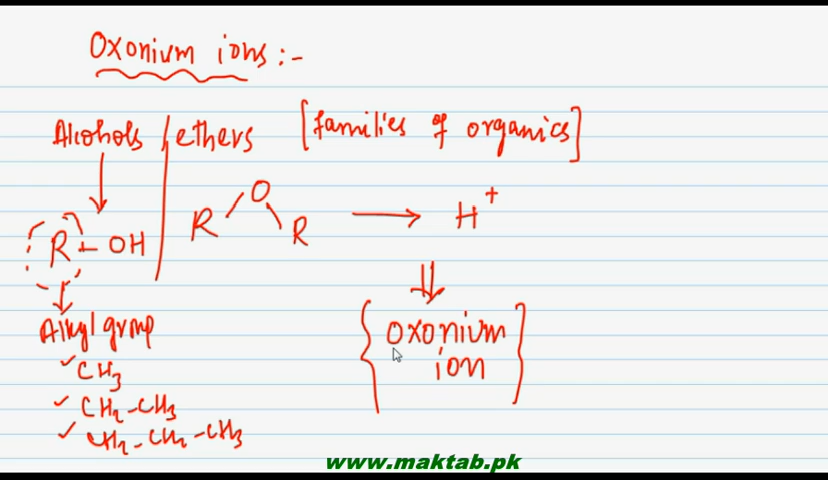 Oxonium ions :-
Alcohols / ethers [families of organics]
R - OH
R O R → H+
Alkyl group
✓ CH3
✓ CH2-CH3
✓ CH2-CH2-CH3
{oxonium
ion}
www.maktab.pk